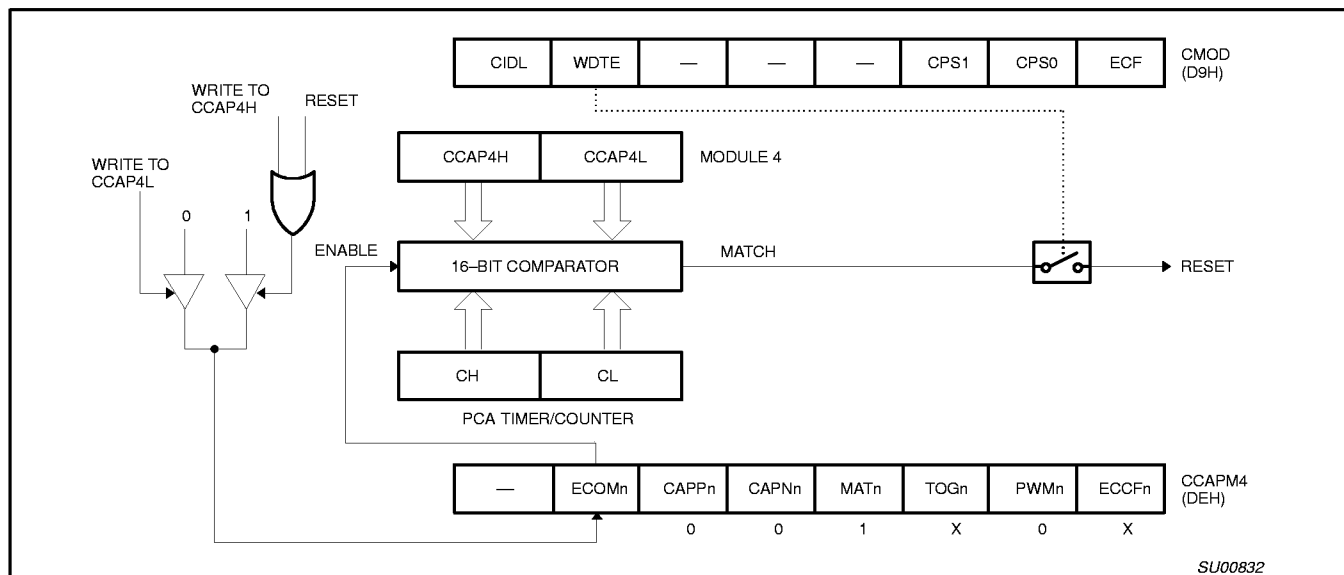 CIDL WDTE — — — CPS1 CPS0 ECF
CMOD
(D9H)
WRITE TO
CCAP4H
RESET
WRITE TO
CCAP4L
0 1
CCAP4H CCAP4L MODULE 4
ENABLE
16–BIT COMPARATOR
MATCH
RESET
CH CL
PCA TIMER/COUNTER
— ECOMn CAPPn CAPNn MATn TOGn PWMn ECCFn
CCAPM4
(DEH)
0 0 1 X 0 X
SU00832